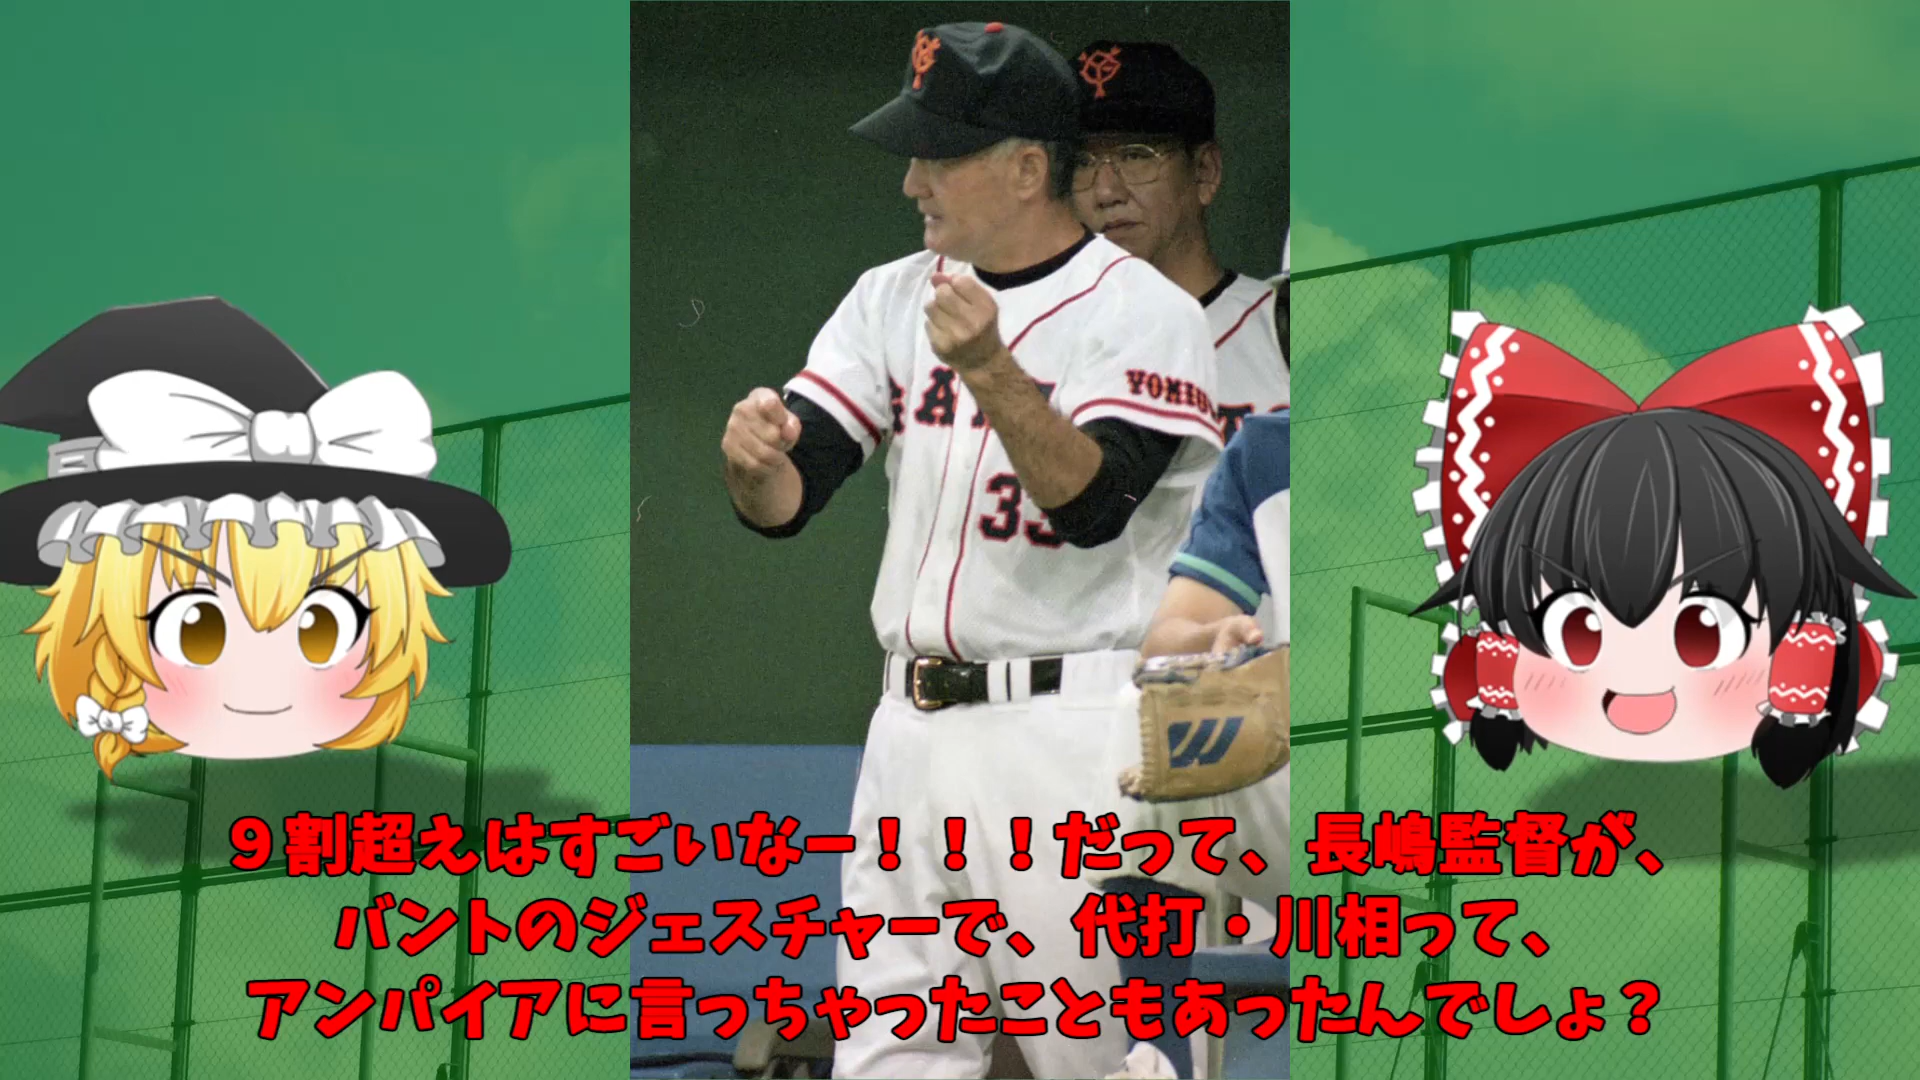 GIANTS
33
YOMIU
９割超えはすごいなー！！！だって、長嶋監督が、
バントのジェスチャーで、代打・川相って、
アンパイアに言っちゃったこともあったんでしょ？